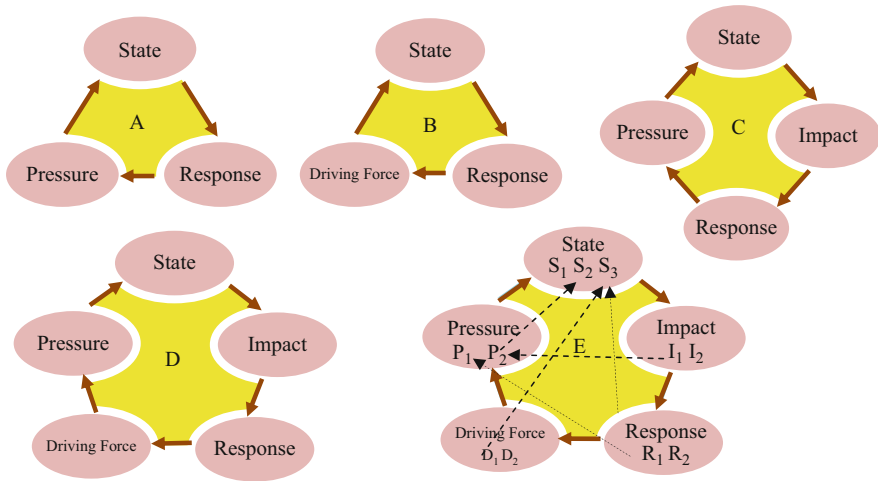 State
A
Pressure
Response
State
B
Driving Force
Response
State
Pressure
C
Impact
Response
State
Pressure
D
Impact
Driving Force
Response
State
S₁ S₂ S₃
Pressure
P₁ P₂
E
Impact
I₁ I₂
Driving Force
D₁ D₂
Response
R₁ R₂